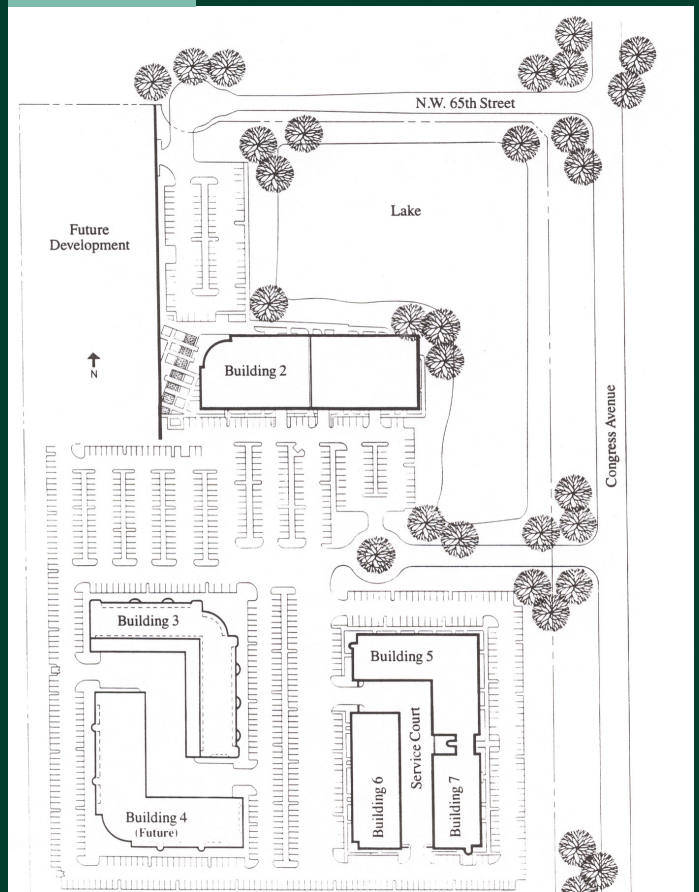 N.W. 65th Street
Lake
Future
Development
N
Building 2
Congress Avenue
Building 3
Building 5
Service Court
Building 6
Building 7
Building 4
(Future)